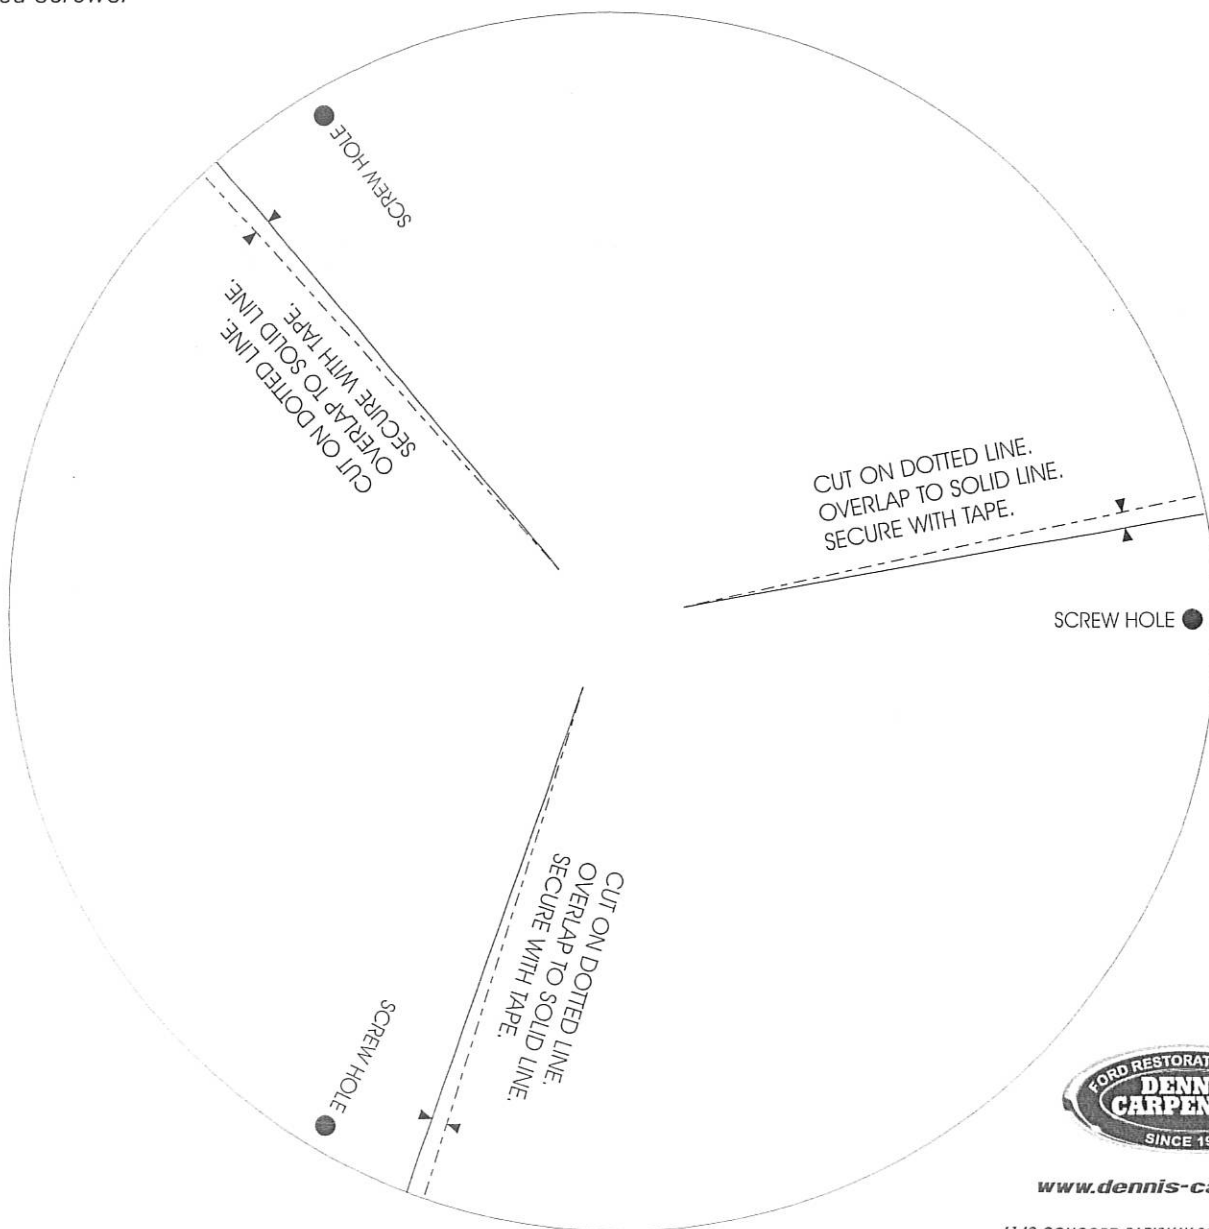 SCREW HOLE
CUT ON DOTTED LINE.
OVERLAP TO SOLID LINE.
SECURE WITH TAPE.
CUT ON DOTTED LINE.
OVERLAP TO SOLID LINE.
SECURE WITH TAPE.
SCREW HOLE
CUT ON DOTTED LINE.
OVERLAP TO SOLID LINE.
SECURE WITH TAPE.
SCREW HOLE
FORD RESTORAT
DENN
CARPEN
SINCE 19
www.dennis-ca